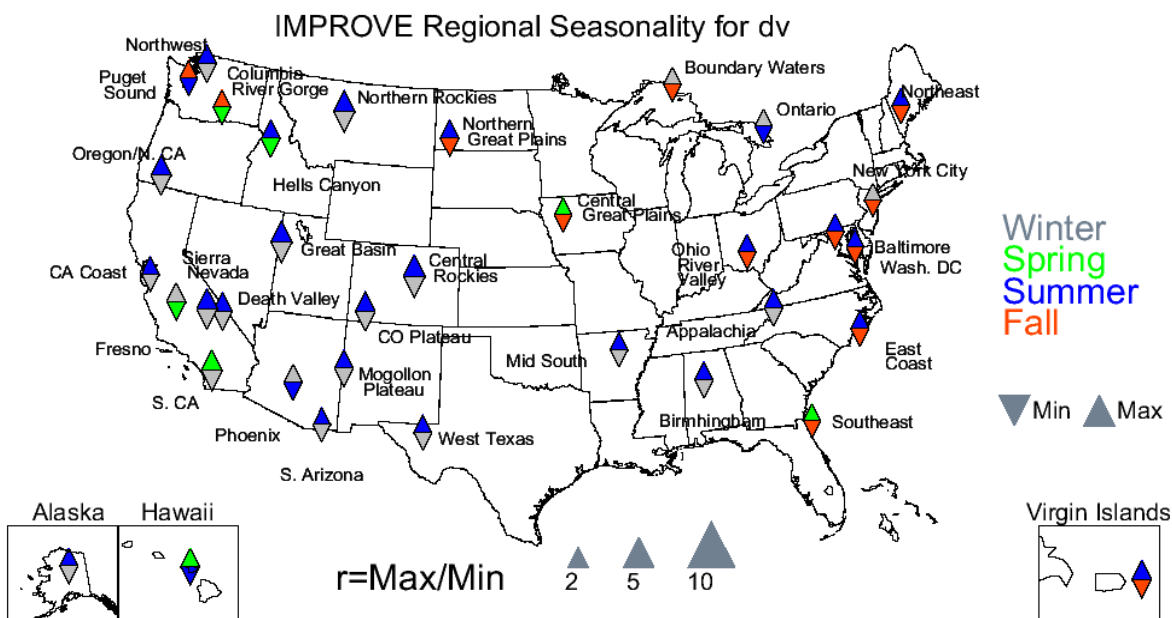 IMPROVE Regional Seasonality for dv
Northwest
Puget
Sound
Columbia
River Gorge
Northern Rockies
Northern
Great Plains
Boundary Waters
Ontario
Northeast
Oregon/N. CA
Hells Canyon
New York City
Central
Great Plains
CA Coast
Sierra
Nevada
Great Basin
Central
Rockies
Ohio
River
Valley
Baltimore
Wash. DC
Winter
Spring
Summer
Fall
Death Valley
CO Plateau
Mid South
Appalachia
East
Coast
Fresno
S. CA
Mogollon
Plateau
Phoenix
West Texas
Birmhingham
Southeast
Min
Max
S. Arizona
Alaska
Hawaii
Virgin Islands
r=Max/Min
2
5
10